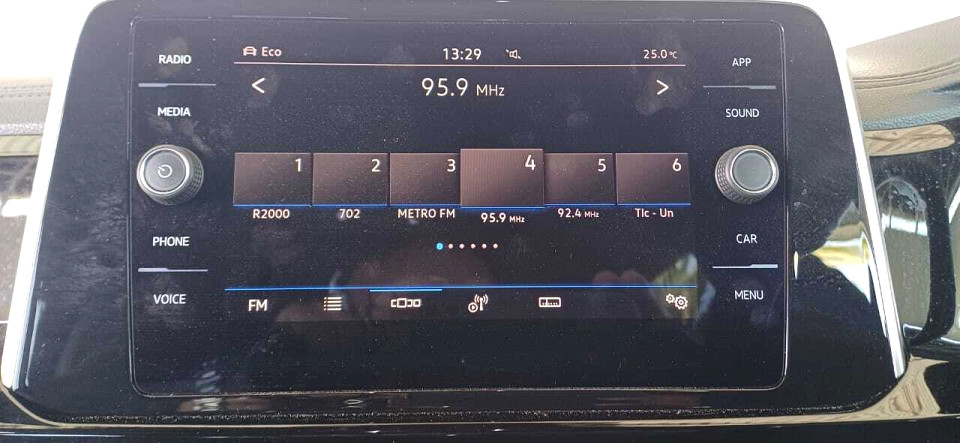 RADIO
MEDIA
PHONE
VOICE
Eco
13:29
25.0°C
< 95.9 MHz >
1 2 3 4 5 6
R2000 702 METRO FM 95.9 MHz 92.4 MHz Tlc - Un
FM
APP
SOUND
CAR
MENU